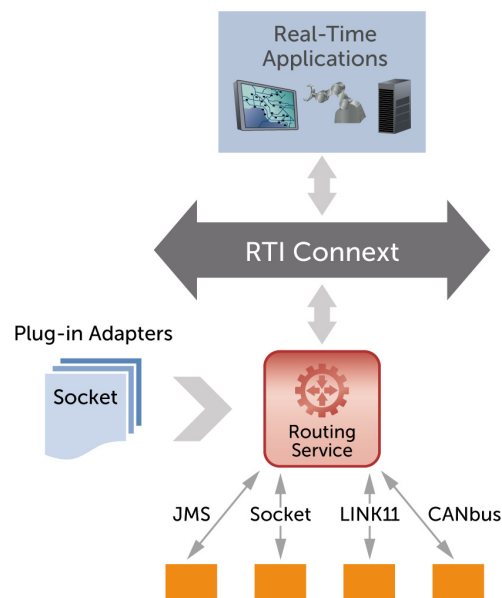 Real-Time
Applications
RTI Connext
Plug-in Adapters
Socket
Routing
Service
JMS
Socket
LINK11
CANbus